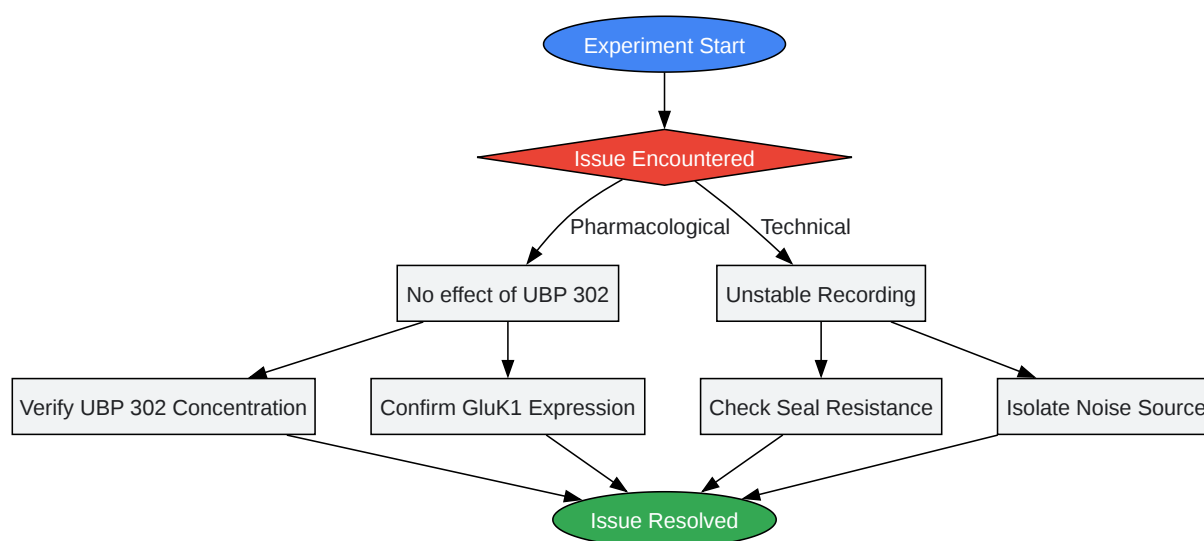 Experiment Start
Issue Encountered
Pharmacological
Technical
No effect of UBP 302
Unstable Recording
Verify UBP 302 Concentration
Confirm GluK1 Expression
Check Seal Resistance
Isolate Noise Source
Issue Resolved